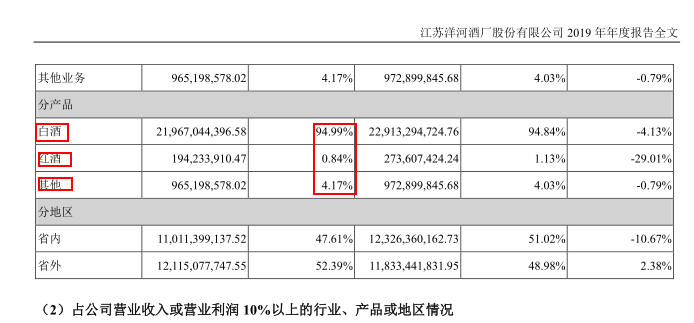 江苏洋河酒厂股份有限公司 2019 年年度报告全文
其他业务 965,198,578.02 4.17% 972,899,845.68 4.03% -0.79%
分产品
白酒 21,967,044,396.58 94.99% 22,913,294,724.76 94.84% -4.13%
红酒 194,233,910.47 0.84% 273,607,424.24 1.13% -29.01%
其他 965,198,578.02 4.17% 972,899,845.68 4.03% -0.79%
分地区
省内 11,011,399,137.52 47.61% 12,326,360,162.73 51.02% -10.67%
省外 12,115,077,747.55 52.39% 11,833,441,831.95 48.98% 2.38%
（2）占公司营业收入或营业利润 10%以上的行业、产品或地区情况